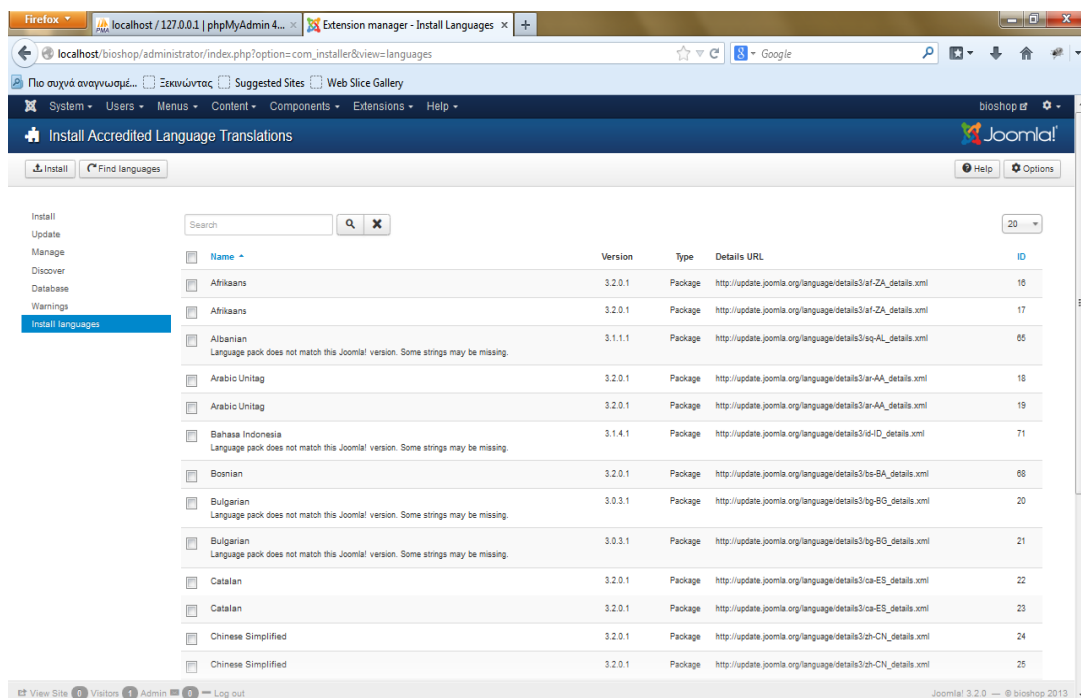 Firefox
localhost / 127.0.0.1 | phpMyAdmin 4...
Extension manager - Install Languages
localhost/bioshop/administrator/index.php?option=com_installer&view=languages
Google
Πιο συχνά αναγνωσμέ... Ξεκινώντας Suggested Sites Web Slice Gallery
System Users Menus Content Components Extensions Help bioshop
Install Accredited Language Translations Joomla!
Install Find languages Help Options
Install
Update
Manage
Discover
Database
Warnings
Install languages
Search 20
Name Version Type Details URL ID
Afrikaans 3.2.0.1 Package http://update.joomla.org/language/details3/af-ZA_details.xml 16
Afrikaans 3.2.0.1 Package http://update.joomla.org/language/details3/af-ZA_details.xml 17
Albanian 3.1.1.1 Package http://update.joomla.org/language/details3/sq-AL_details.xml 65
Language pack does not match this Joomla! version. Some strings may be missing.
Arabic Unitag 3.2.0.1 Package http://update.joomla.org/language/details3/ar-AA_details.xml 18
Arabic Unitag 3.2.0.1 Package http://update.joomla.org/language/details3/ar-AA_details.xml 19
Bahasa Indonesia 3.1.4.1 Package http://update.joomla.org/language/details3/id-ID_details.xml 71
Language pack does not match this Joomla! version. Some strings may be missing.
Bosnian 3.2.0.1 Package http://update.joomla.org/language/details3/bs-BA_details.xml 68
Bulgarian 3.0.3.1 Package http://update.joomla.org/language/details3/bg-BG_details.xml 20
Language pack does not match this Joomla! version. Some strings may be missing.
Bulgarian 3.0.3.1 Package http://update.joomla.org/language/details3/bg-BG_details.xml 21
Language pack does not match this Joomla! version. Some strings may be missing.
Catalan 3.2.0.1 Package http://update.joomla.org/language/details3/ca-ES_details.xml 22
Catalan 3.2.0.1 Package http://update.joomla.org/language/details3/ca-ES_details.xml 23
Chinese Simplified 3.2.0.1 Package http://update.joomla.org/language/details3/zh-CN_details.xml 24
Chinese Simplified 3.2.0.1 Package http://update.joomla.org/language/details3/zh-CN_details.xml 25
View Site 0 Visitors 1 Admin 0 Log out Joomla! 3.2.0 — © bioshop 2013